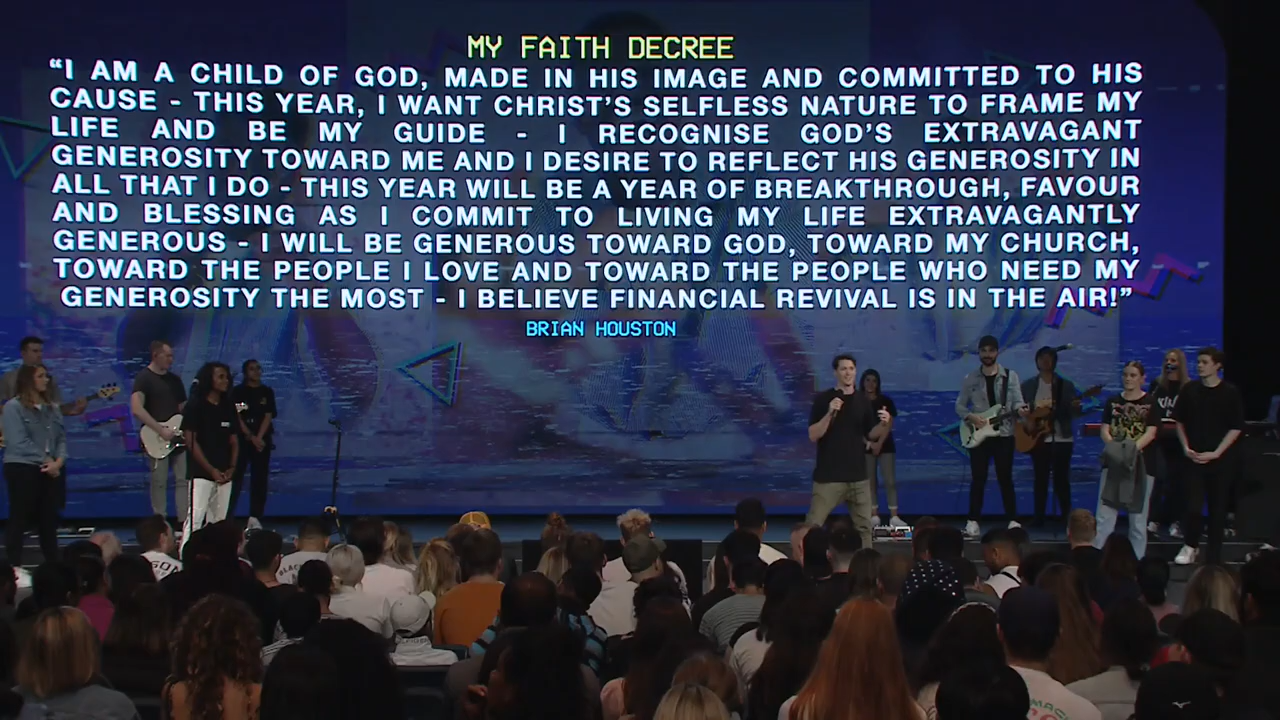 MY FAITH DECREE
“I AM A CHILD OF GOD, MADE IN HIS IMAGE AND COMMITTED TO HIS
CAUSE - THIS YEAR, I WANT CHRIST’S SELFLESS NATURE TO FRAME MY
LIFE AND BE MY GUIDE - I RECOGNISE GOD’S EXTRAVAGANT
GENEROSITY TOWARD ME AND I DESIRE TO REFLECT HIS GENEROSITY IN
ALL THAT I DO - THIS YEAR WILL BE A YEAR OF BREAKTHROUGH, FAVOUR
AND BLESSING AS I COMMIT TO LIVING MY LIFE EXTRAVAGANTLY
GENEROUS - I WILL BE GENEROUS TOWARD GOD, TOWARD MY CHURCH,
TOWARD THE PEOPLE I LOVE AND TOWARD THE PEOPLE WHO NEED MY
GENEROSITY THE MOST - I BELIEVE FINANCIAL REVIVAL IS IN THE AIR!”
BRIAN HOUSTON